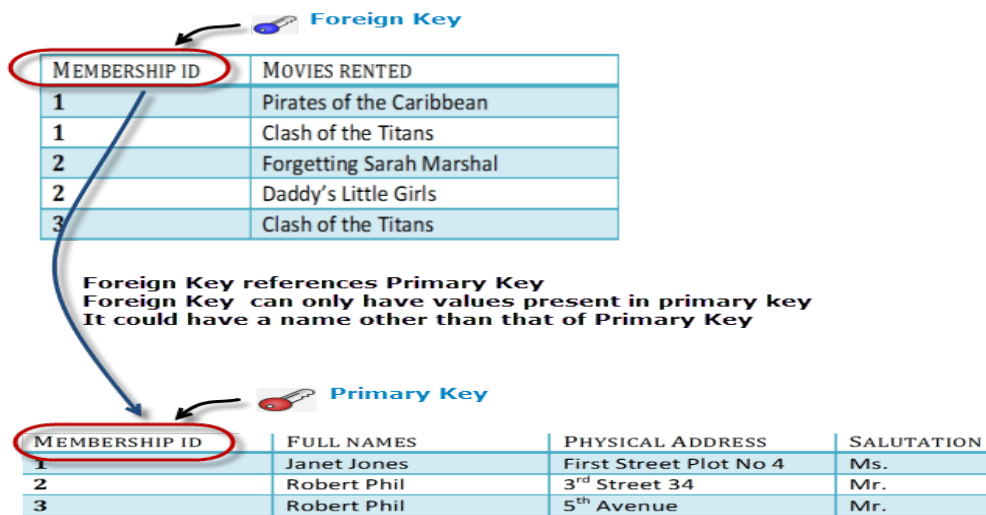 Foreign Key
MEMBERSHIP ID MOVIES RENTED
1 Pirates of the Caribbean
1 Clash of the Titans
2 Forgetting Sarah Marshal
2 Daddy's Little Girls
3 Clash of the Titans
Foreign Key references Primary Key
Foreign Key can only have values present in primary key
It could have a name other than that of Primary Key
Primary Key
MEMBERSHIP ID FULL NAMES PHYSICAL ADDRESS SALUTATION
1 Janet Jones First Street Plot No 4 Ms.
2 Robert Phil 3rd Street 34 Mr.
3 Robert Phil 5th Avenue Mr.